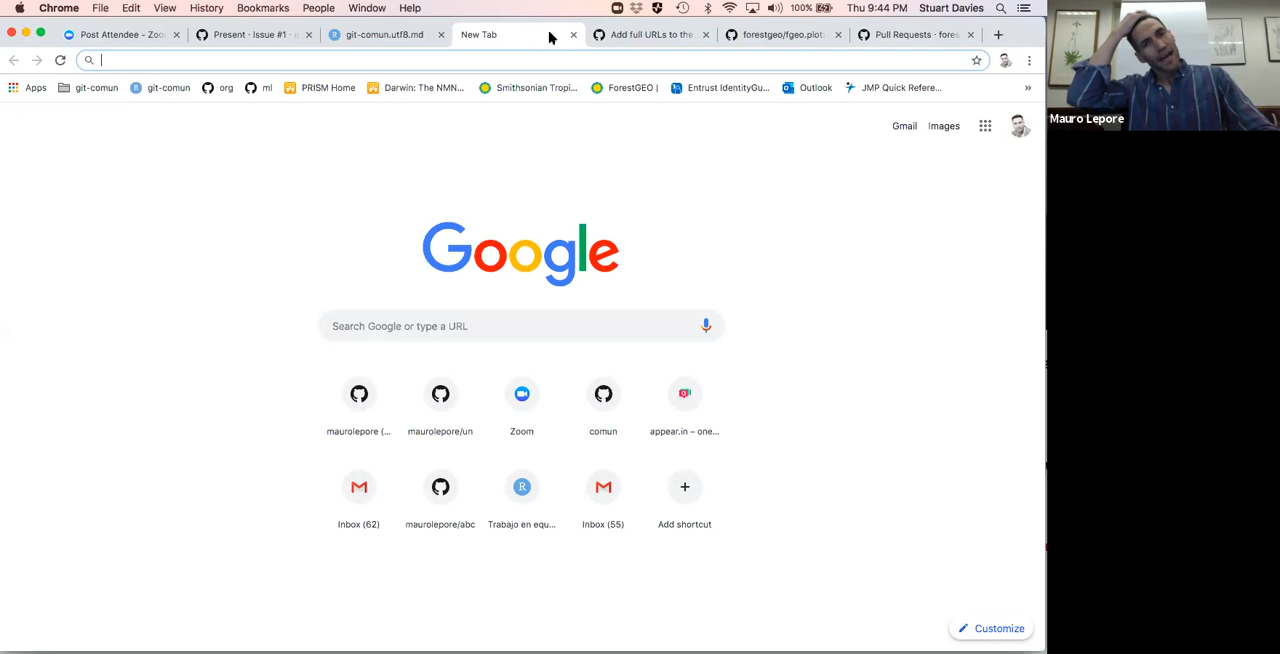 Chrome File Edit View History Bookmarks People Window Help 100% Thu 9:44 PM Stuart Davies
Post Attendee - Zoo Present · Issue #1 · git-comun.utf8.md New Tab Add full URLs to the forestgeo/fgeo.plot Pull Requests · fores
Apps git-comun git-comun org ml PRISM Home Darwin: The NMN... Smithsonian Tropi... ForestGEO | Entrust IdentityGu... Outlook JMP Quick Refere... »
Mauro Lepore
Gmail Images
Google
Search Google or type a URL
maurolepore (... maurolepore/un Zoom comun appear.in – one...
R
Inbox (62) maurolepore/abc Trabajo en equ... Inbox (55) Add shortcut
Customize